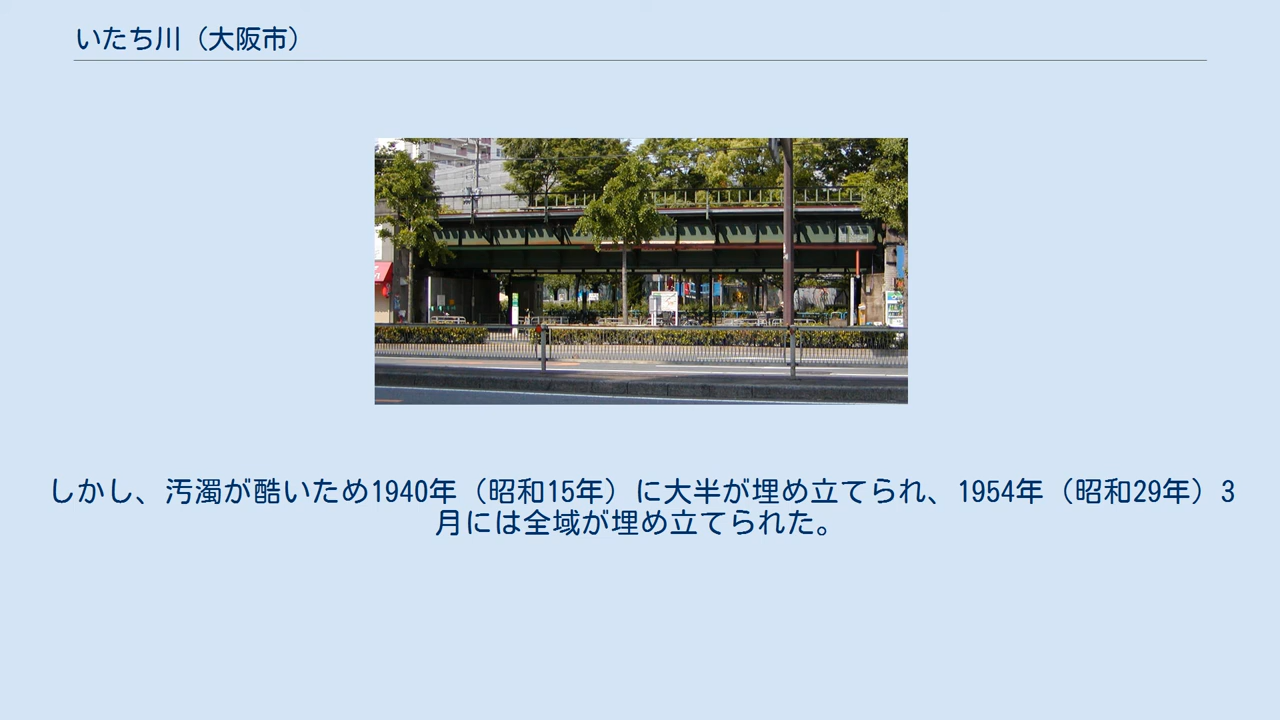 いたち川（大阪市）
しかし、汚濁が酷いため1940年（昭和15年）に大半が埋め立てられ、1954年（昭和29年）3
月には全域が埋め立てられた。